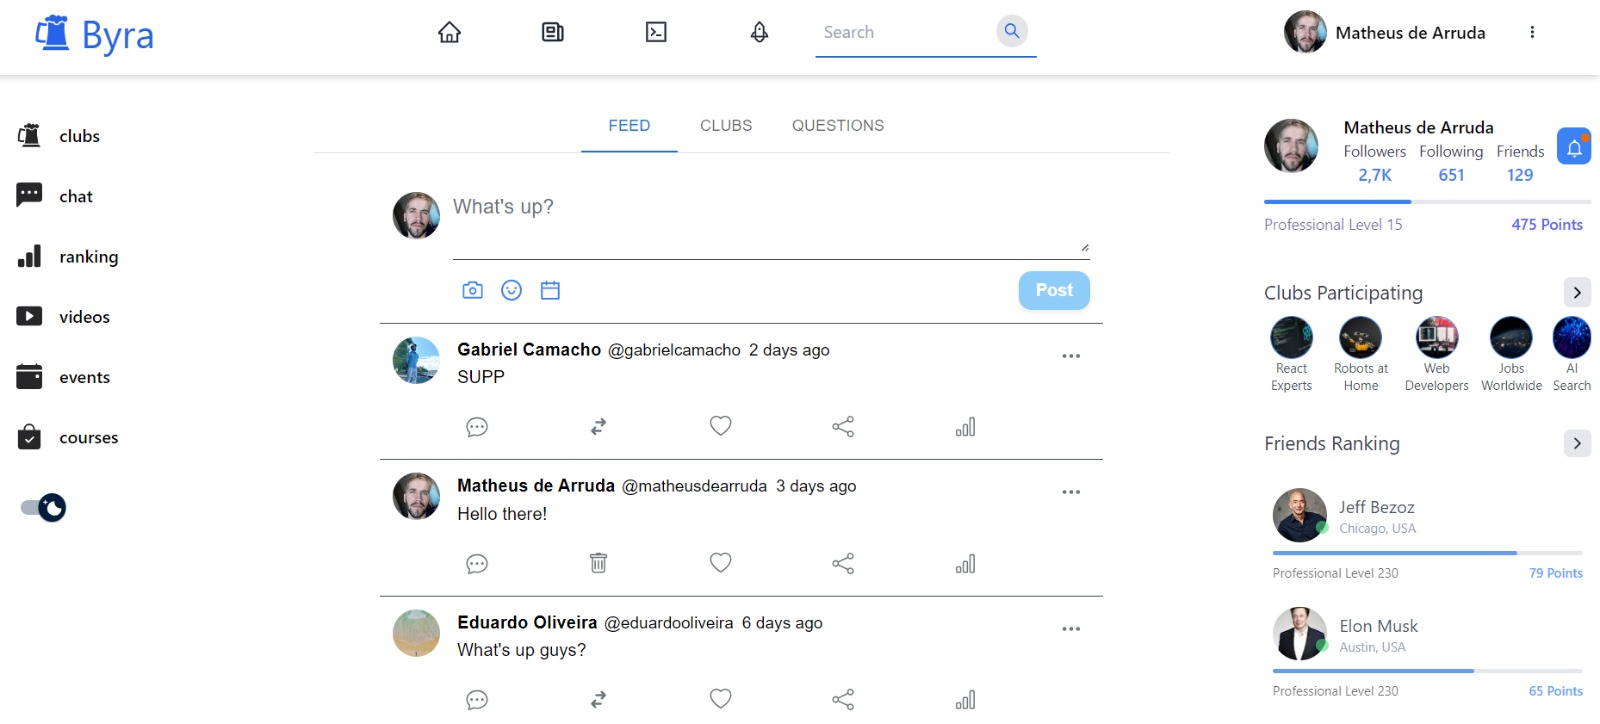 Byra
Search
Matheus de Arruda
clubs
chat
ranking
videos
events
courses
FEED CLUBS QUESTIONS
What's up?
Post
Gabriel Camacho @gabrielcamacho 2 days ago
SUPP
Matheus de Arruda @matheusdearruda 3 days ago
Hello there!
Eduardo Oliveira @eduardooliveira 6 days ago
What's up guys?
Matheus de Arruda
Followers Following Friends
2,7K 651 129
Professional Level 15 475 Points
Clubs Participating
React Experts
Robots at Home
Web Developers
Jobs Worldwide
AI Search
Friends Ranking
Jeff Bezoz
Chicago, USA
Professional Level 230 79 Points
Elon Musk
Austin, USA
Professional Level 230 65 Points